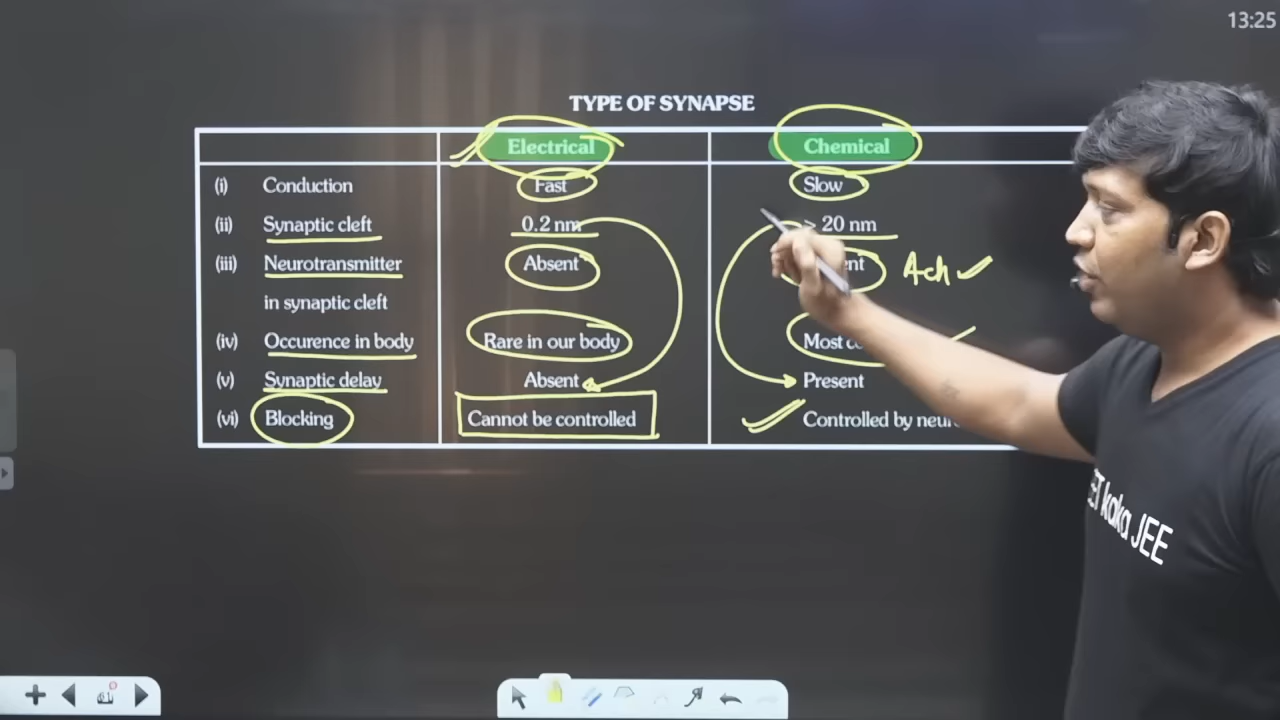 13:25
TYPE OF SYNAPSE
Electrical Chemical
(i) Conduction Fast Slow
(ii) Synaptic cleft 0.2 nm > 20 nm
(iii) Neurotransmitter Absent Ach
in synaptic cleft
(iv) Occurence in body Rare in our body Most
(v) Synaptic delay Absent Present
(vi) Blocking Cannot be controlled Controlled by
kaka JEE